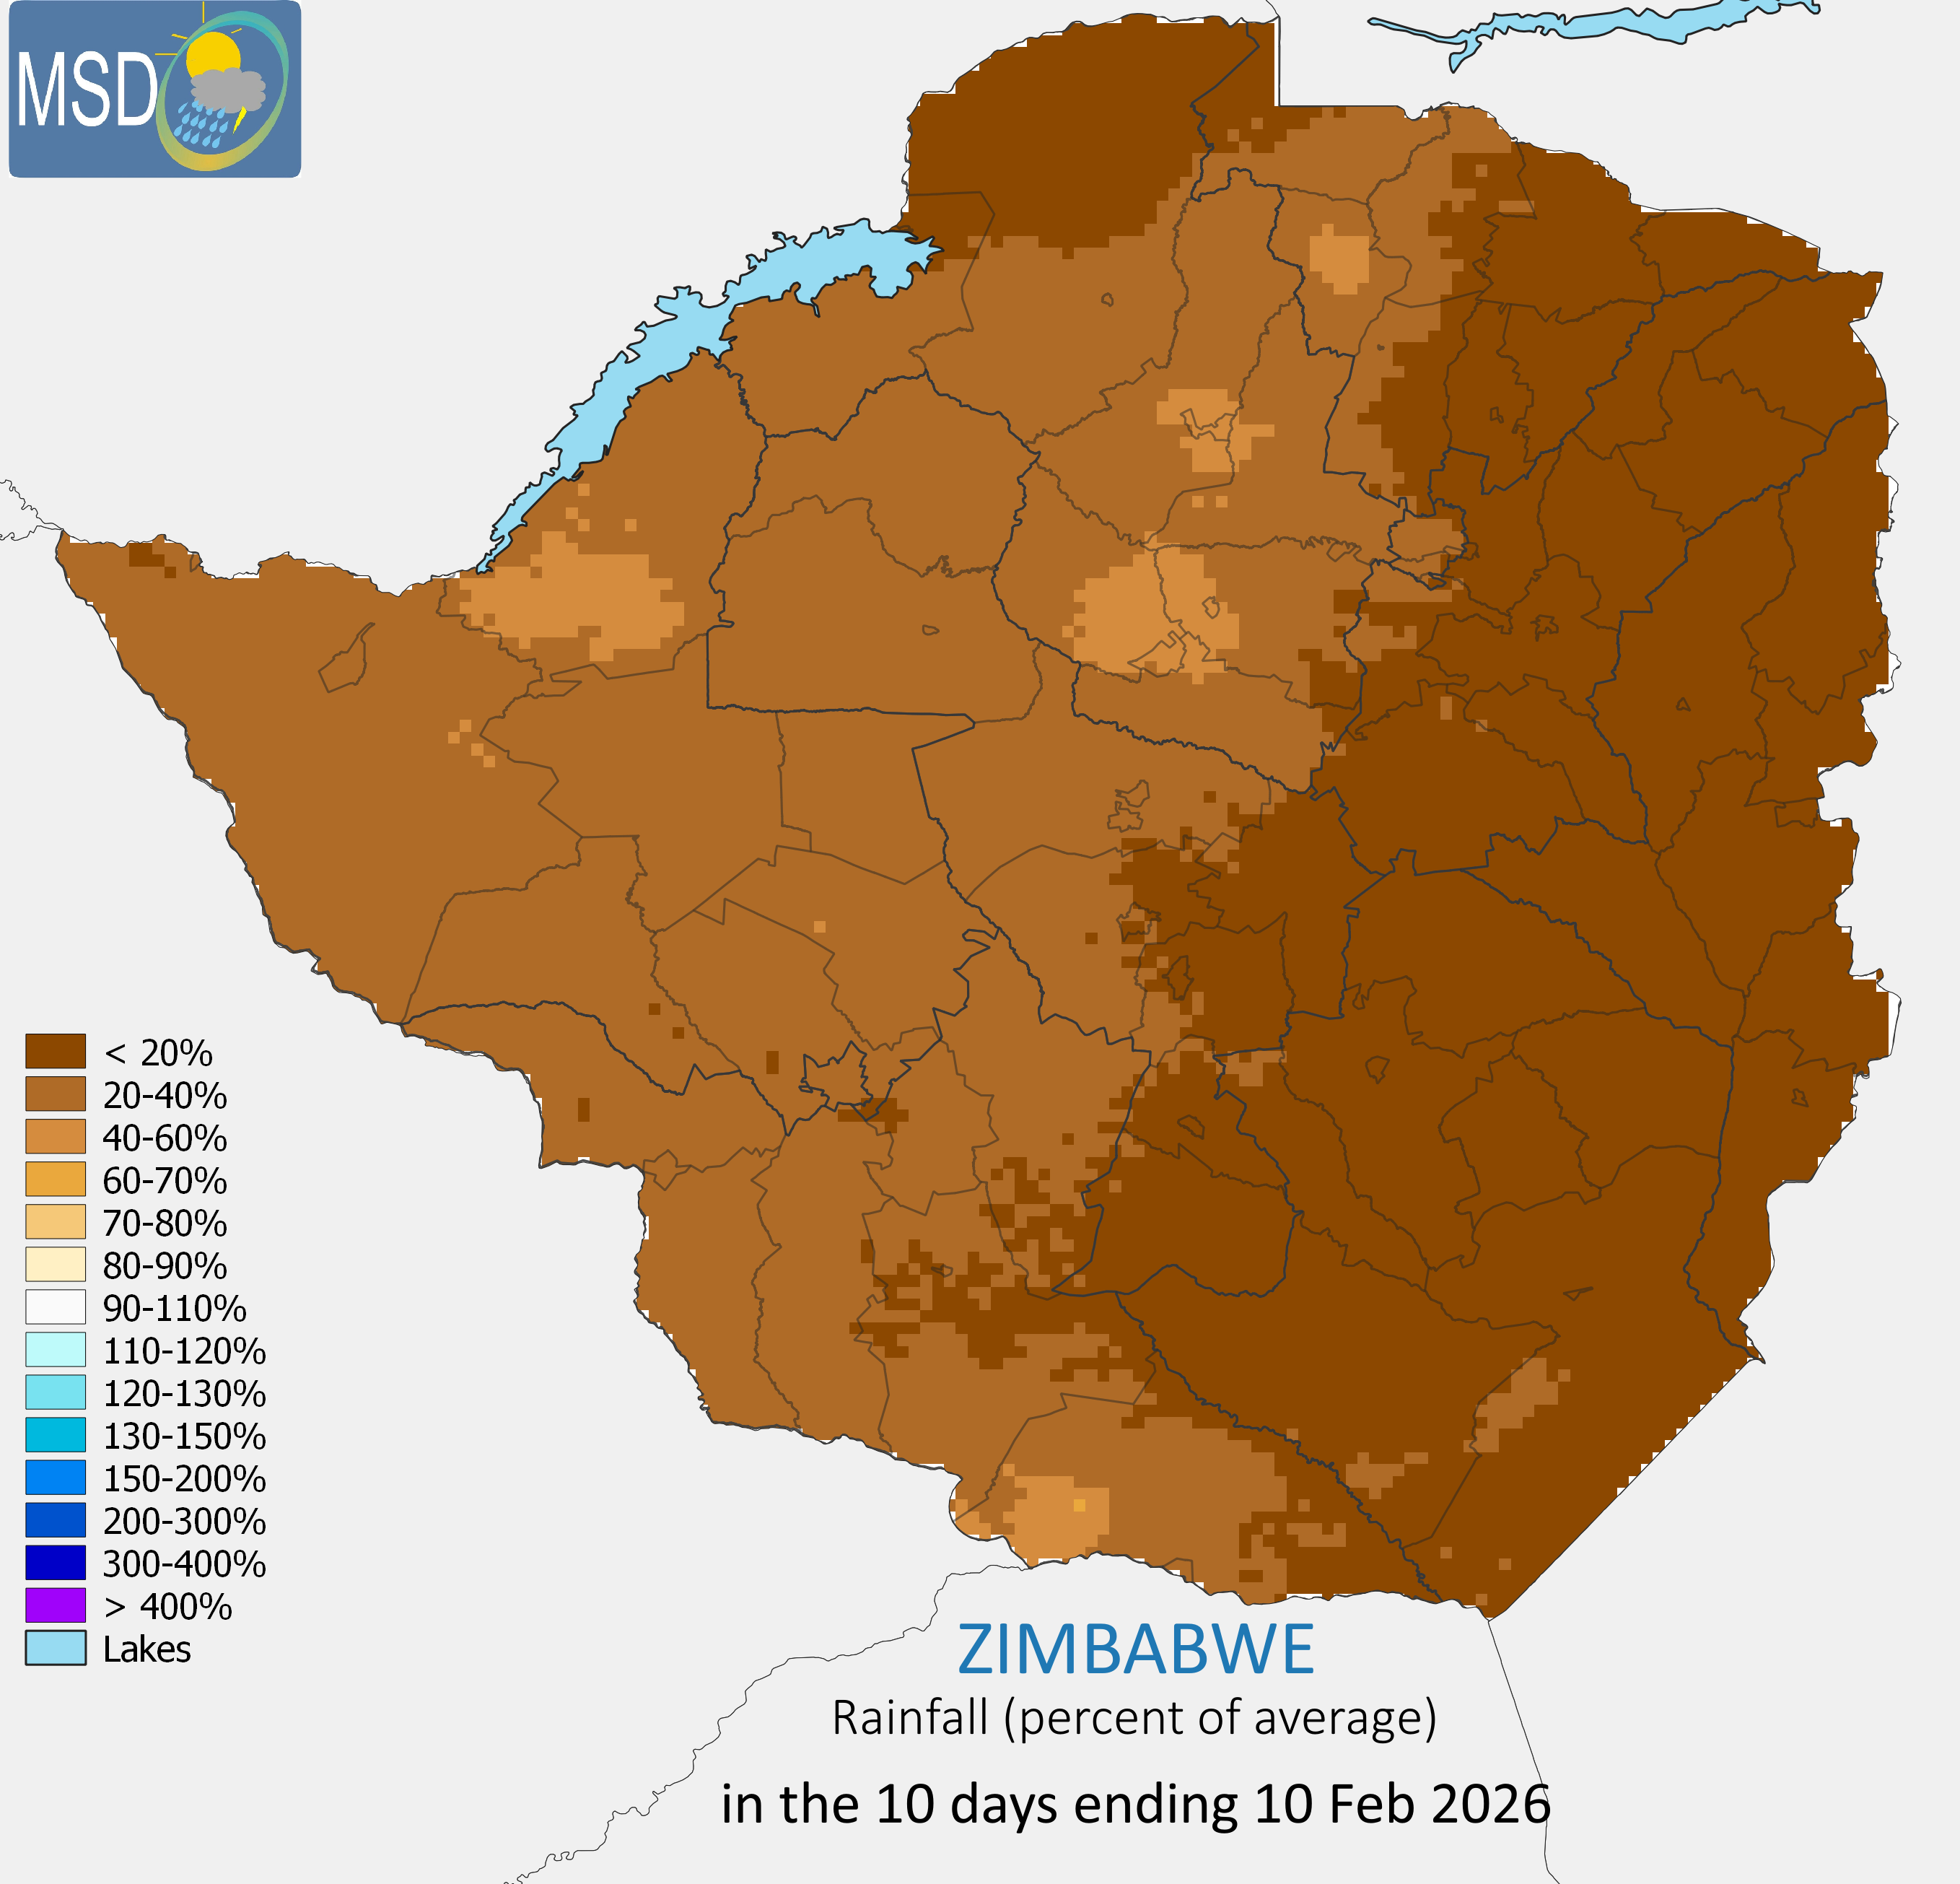 MSD
< 20%
20-40%
40-60%
60-70%
70-80%
80-90%
90-110%
110-120%
120-130%
130-150%
150-200%
200-300%
300-400%
> 400%
Lakes
ZIMBABWE
Rainfall (percent of average)
in the 10 days ending 10 Feb 2026